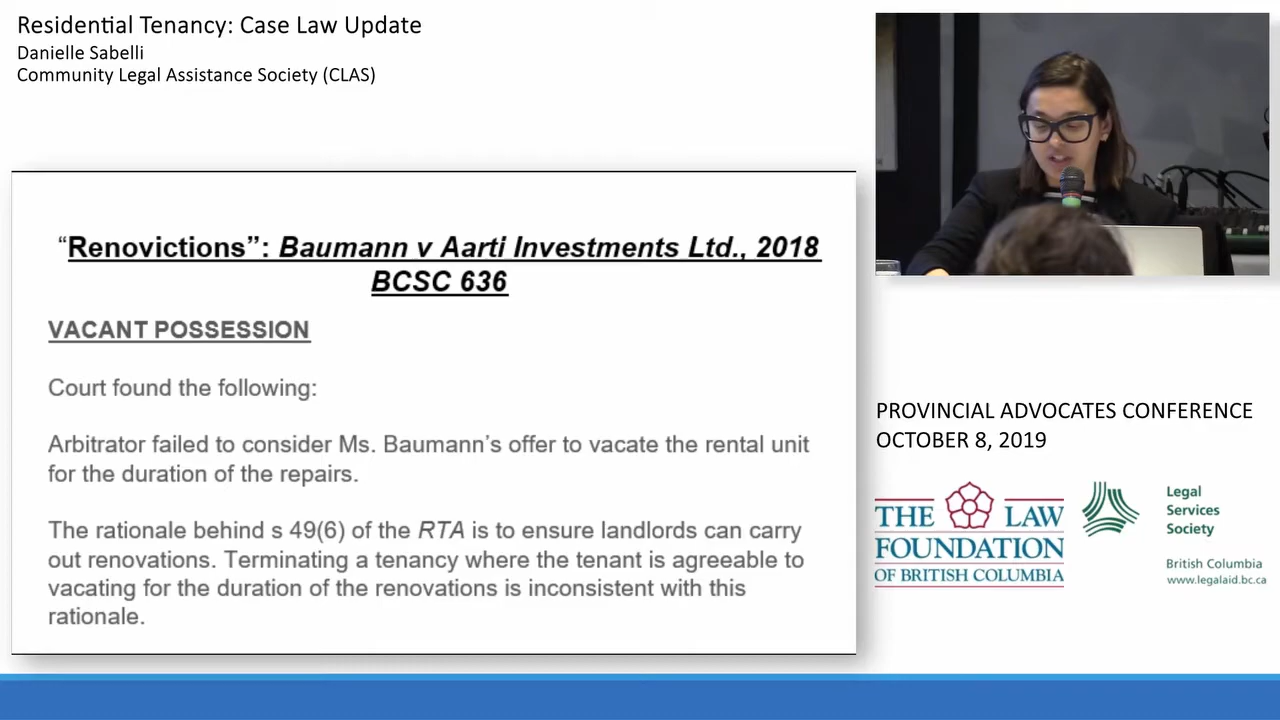 Residential Tenancy: Case Law Update
Danielle Sabelli
Community Legal Assistance Society (CLAS)
“Renovictions”: Baumann v Aarti Investments Ltd., 2018
BCSC 636
VACANT POSSESSION
Court found the following:
Arbitrator failed to consider Ms. Baumann’s offer to vacate the rental unit
for the duration of the repairs.
The rationale behind s 49(6) of the RTA is to ensure landlords can carry
out renovations. Terminating a tenancy where the tenant is agreeable to
vacating for the duration of the renovations is inconsistent with this
rationale.
PROVINCIAL ADVOCATES CONFERENCE
OCTOBER 8, 2019
THE LAW
FOUNDATION
OF BRITISH COLUMBIA
Legal
Services
Society
British Columbia
www.legalaid.bc.ca